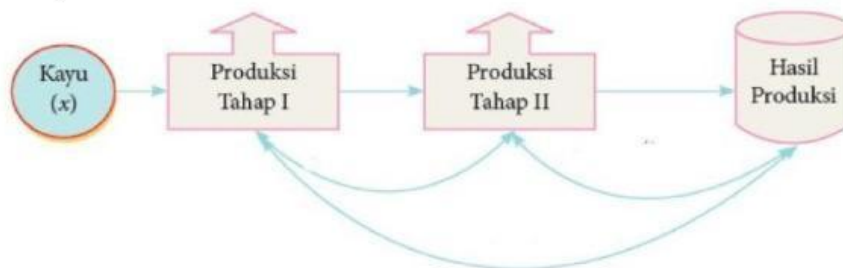 Kayu
(x)
Produksi
Tahap I
Produksi
Tahap II
Hasil
Produksi